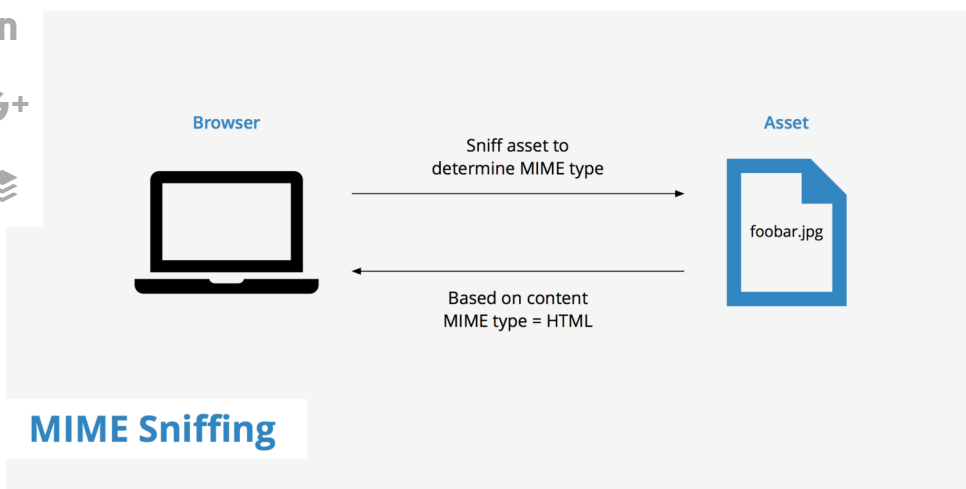 n
G+
Browser
Asset
Sniff asset to
determine MIME type
foobar.jpg
Based on content
MIME type = HTML
MIME Sniffing